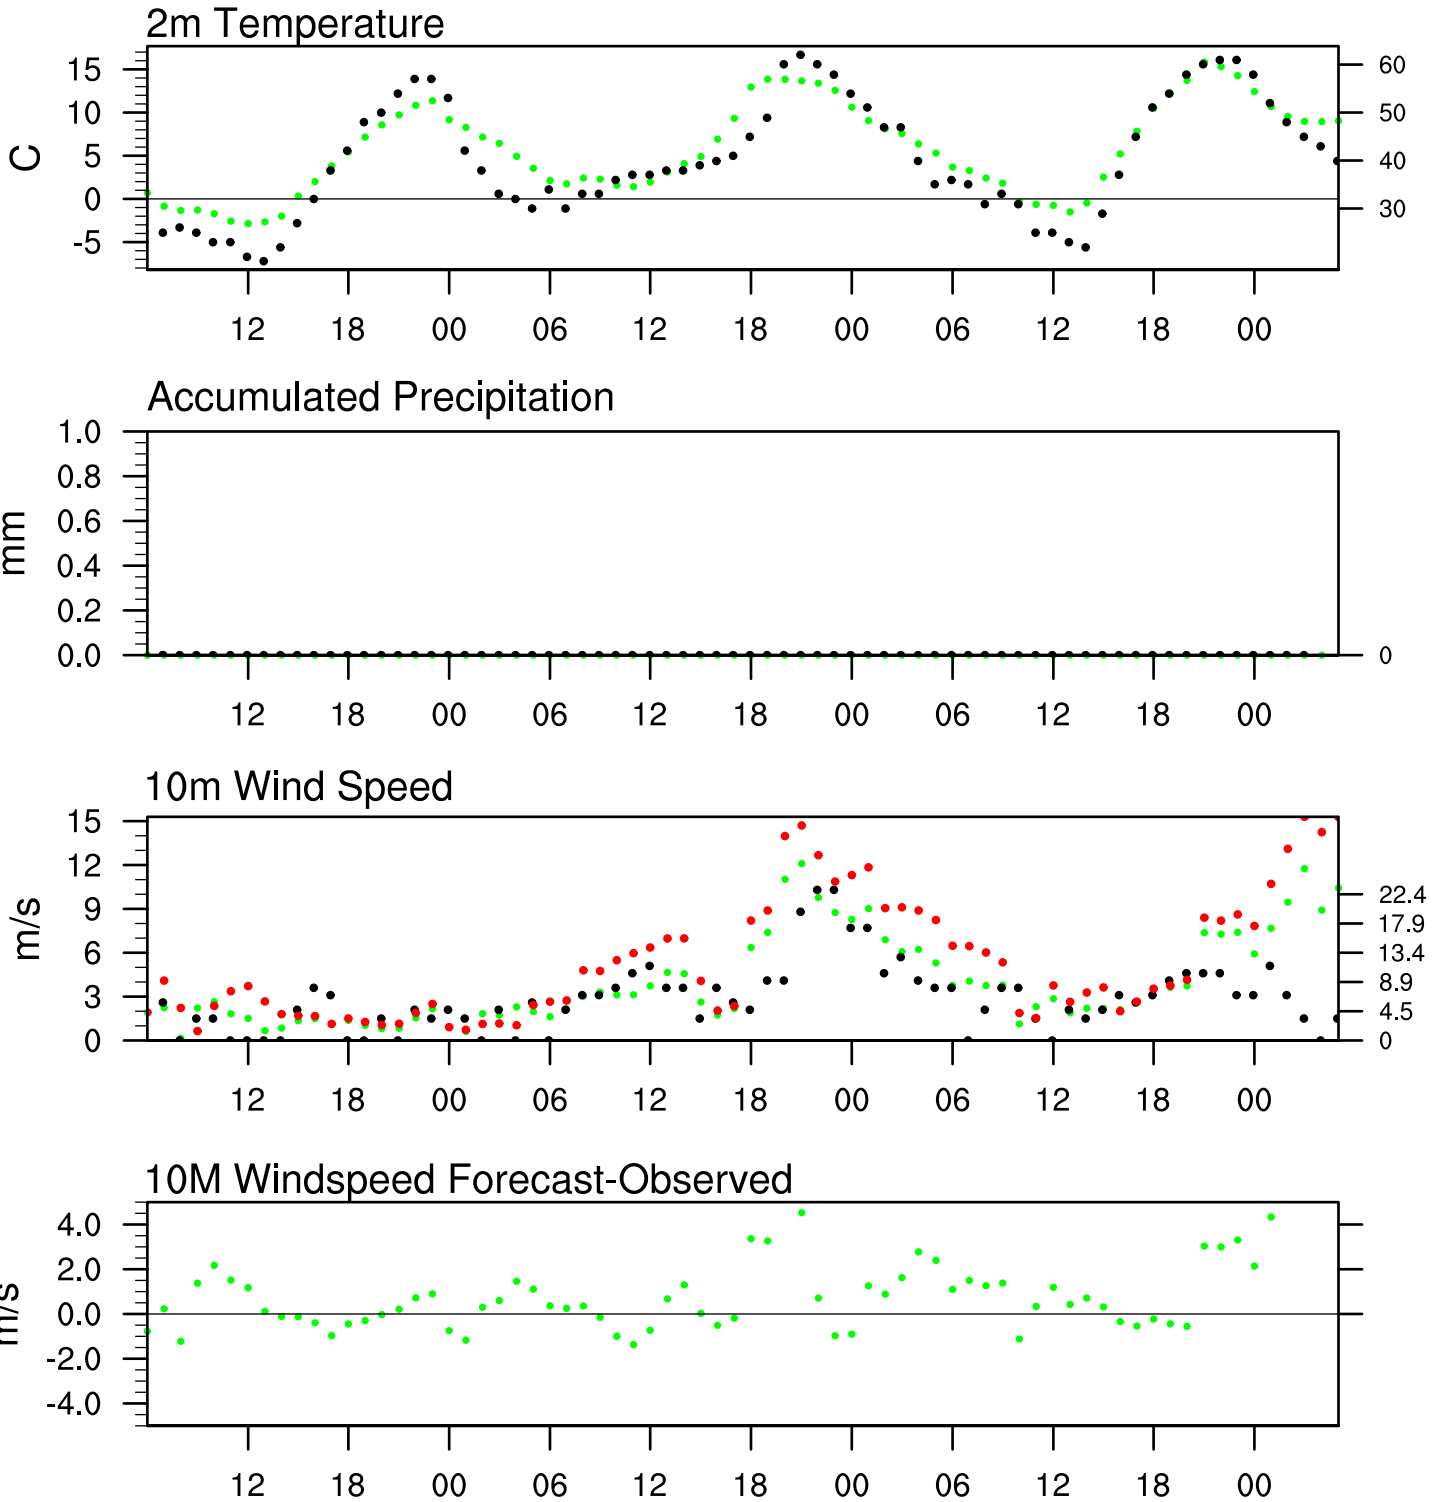 2m Temperature
15
10
5
0
-5
C
60
50
40
30
12 18 00 06 12 18 00 06 12 18 00
Accumulated Precipitation
1.0
0.8
0.6
0.4
0.2
0.0
mm
0
12 18 00 06 12 18 00 06 12 18 00
10m Wind Speed
15
12
9
6
3
0
m/s
22.4
17.9
13.4
8.9
4.5
0
12 18 00 06 12 18 00 06 12 18 00
10M Windspeed Forecast-Observed
4.0
2.0
0.0
-2.0
-4.0
m/s
12 18 00 06 12 18 00 06 12 18 00